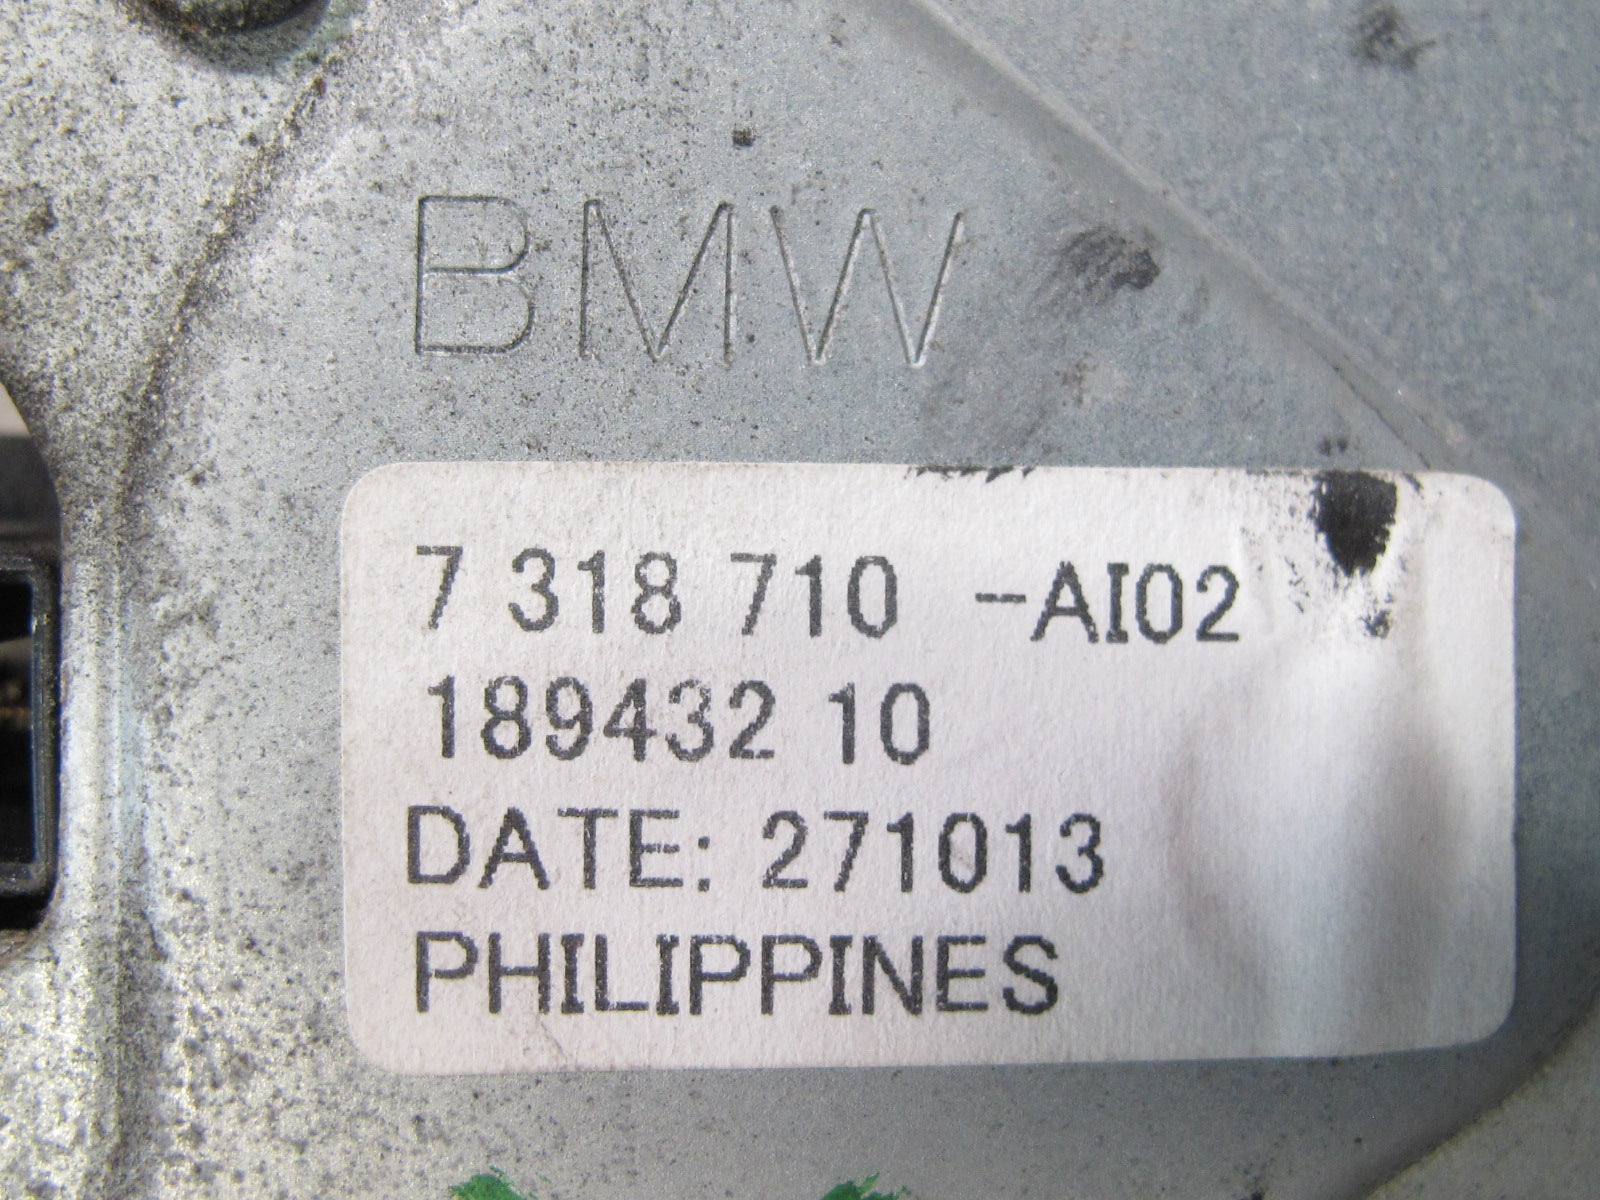 BMW
7 318 710 -AI02
189432 10
DATE: 271013
PHILIPPINES